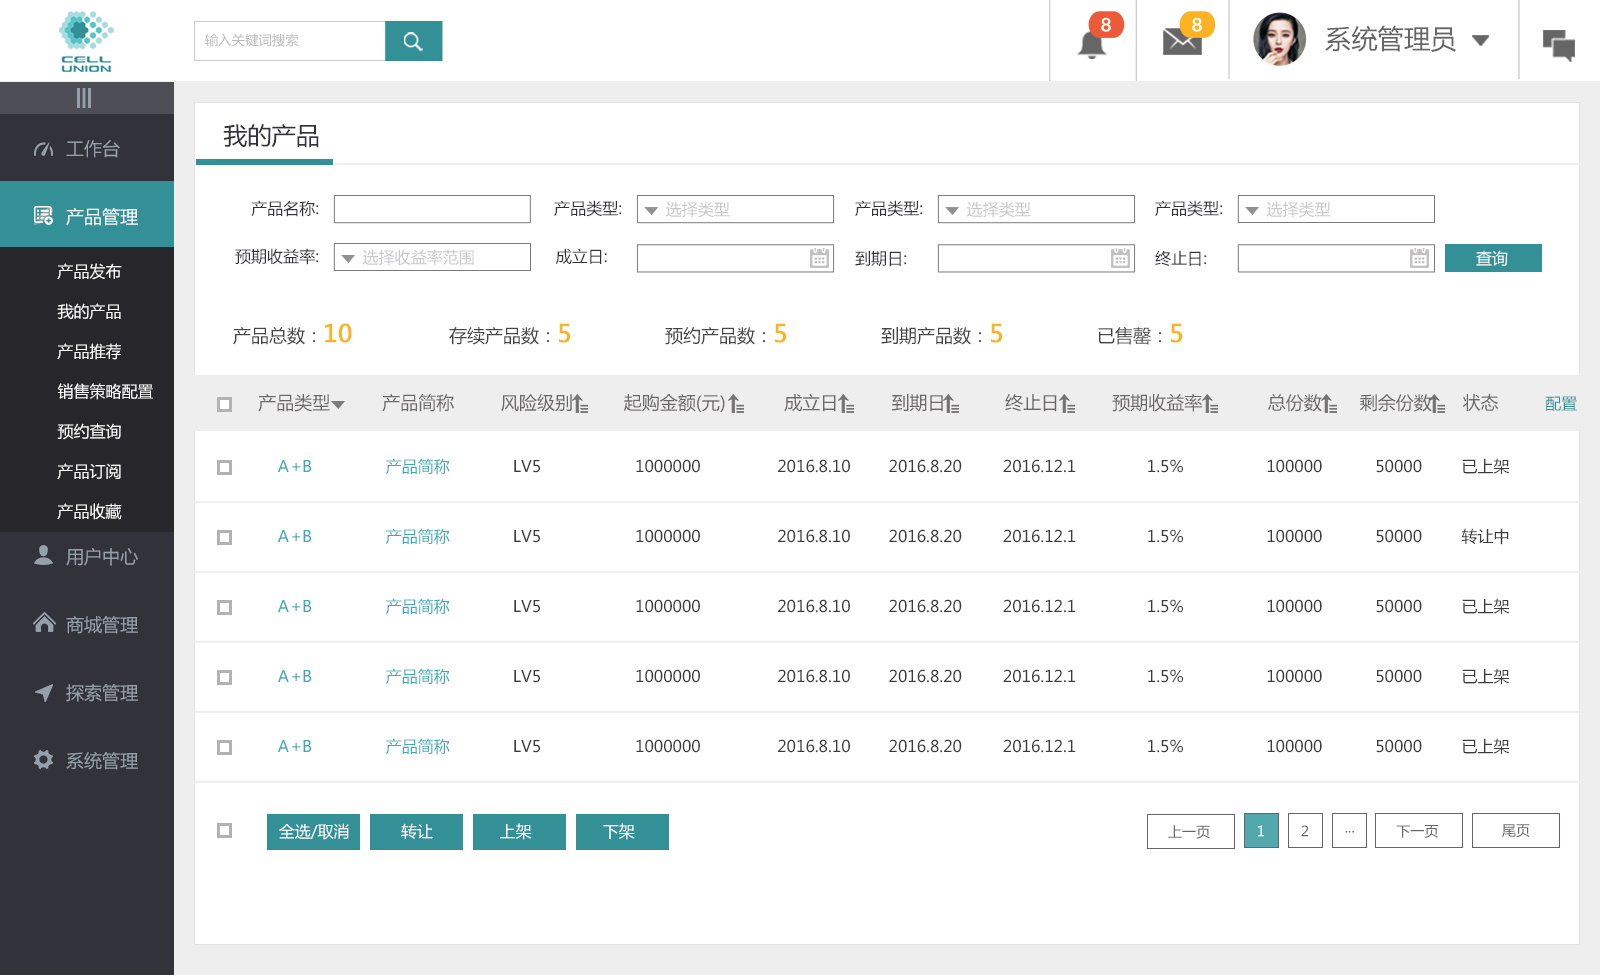 CELL
UNION
输入关键词搜索
8
8
系统管理员
工作台
产品管理
产品发布
我的产品
产品推荐
销售策略配置
预约查询
产品订阅
产品收藏
用户中心
商城管理
探索管理
系统管理
我的产品
产品名称: 产品类型: 选择类型 产品类型: 选择类型 产品类型: 选择类型
预期收益率: 选择收益率范围 成立日: 到期日: 终止日: 查询
产品总数：10 存续产品数：5 预约产品数：5 到期产品数：5 已售罄：5
产品类型 产品简称 风险级别 起购金额(元) 成立日 到期日 终止日 预期收益率 总份数 剩余份数 状态 配置
A+B 产品简称 LV5 1000000 2016.8.10 2016.8.20 2016.12.1 1.5% 100000 50000 已上架
A+B 产品简称 LV5 1000000 2016.8.10 2016.8.20 2016.12.1 1.5% 100000 50000 转让中
A+B 产品简称 LV5 1000000 2016.8.10 2016.8.20 2016.12.1 1.5% 100000 50000 已上架
A+B 产品简称 LV5 1000000 2016.8.10 2016.8.20 2016.12.1 1.5% 100000 50000 已上架
A+B 产品简称 LV5 1000000 2016.8.10 2016.8.20 2016.12.1 1.5% 100000 50000 已上架
全选/取消 转让 上架 下架 上一页 1 2 ... 下一页 尾页